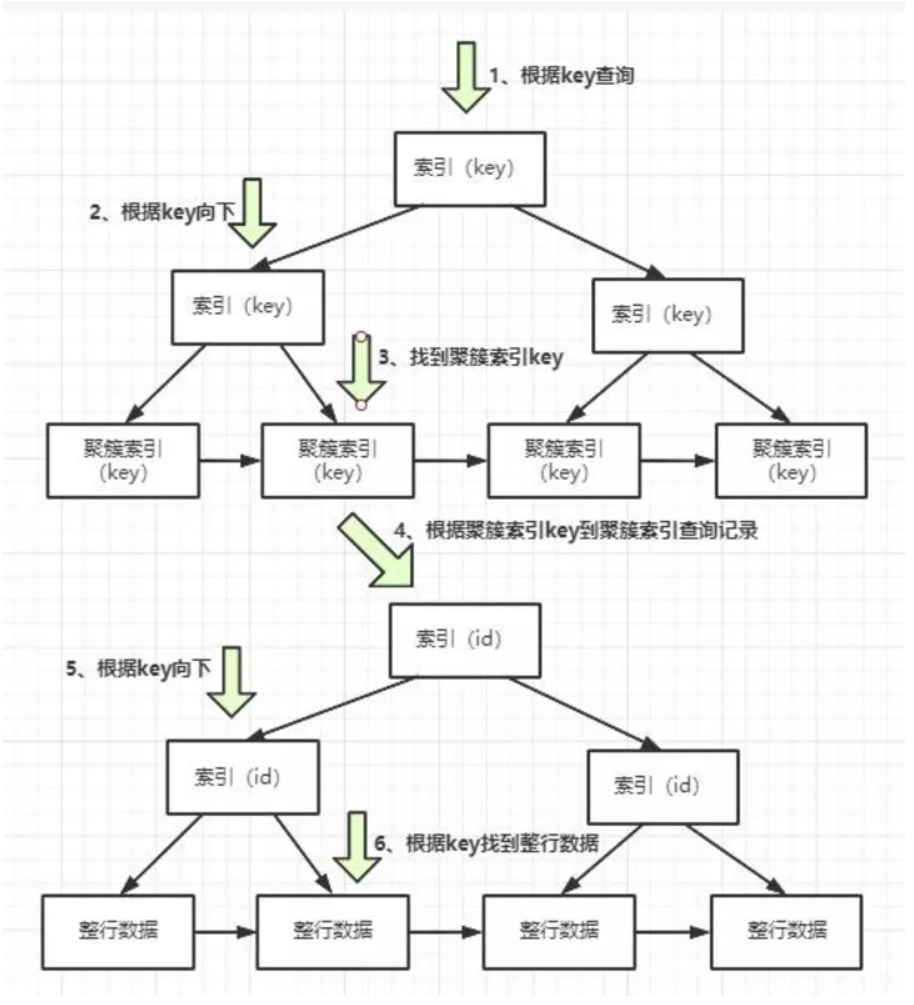 1、根据key查询
索引（key）
2、根据key向下
索引（key）
索引（key）
3、找到聚簇索引key
聚簇索引
（key）
聚簇索引
（key）
聚簇索引
（key）
聚簇索引
（key）
4、根据聚簇索引key到聚簇索引查询记录
索引（id）
5、根据key向下
索引（id）
索引（id）
6、根据key找到整行数据
整行数据
整行数据
整行数据
整行数据